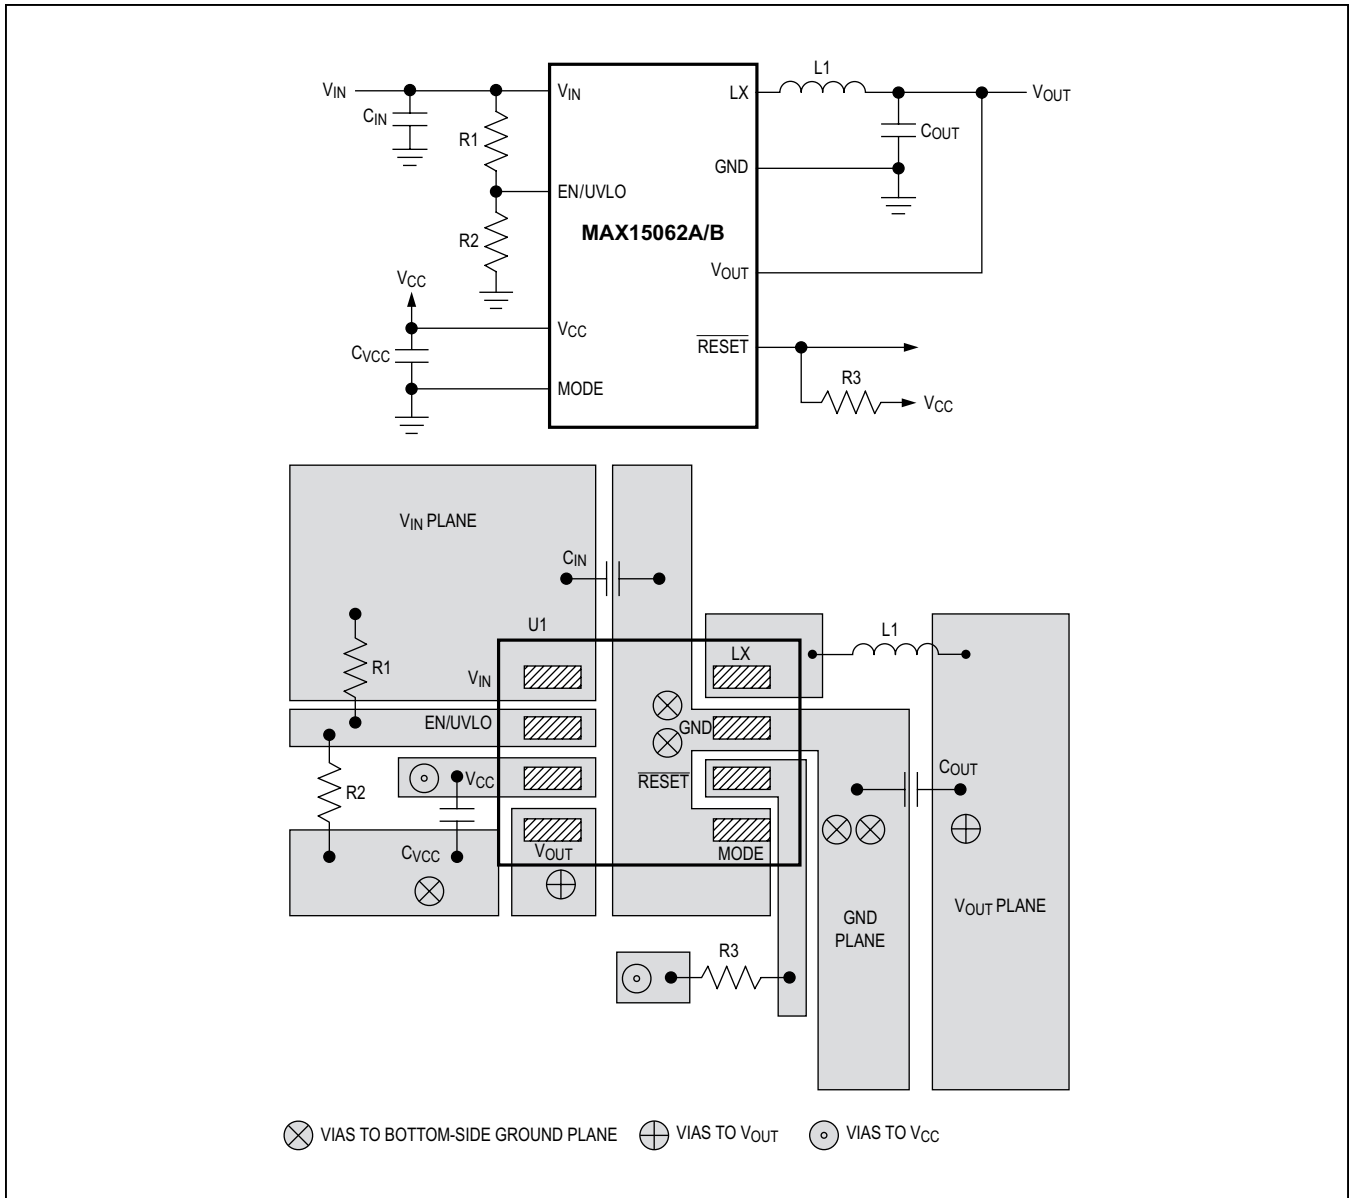 VIN
VIN
LX
L1
VOUT
CIN
R1
COUT
GND
EN/UVLO
MAX15062A/B
R2
VOUT
VCC
VCC
RESET
CVCC
R3
MODE
VCC
VIN PLANE
CIN
U1
L1
LX
R1
VIN
EN/UVLO
GND
COUT
VCC
RESET
R2
CVCC
VOUT
MODE
VOUT PLANE
GND
PLANE
R3
VIAS TO BOTTOM-SIDE GROUND PLANE
VIAS TO VOUT
VIAS TO VCC